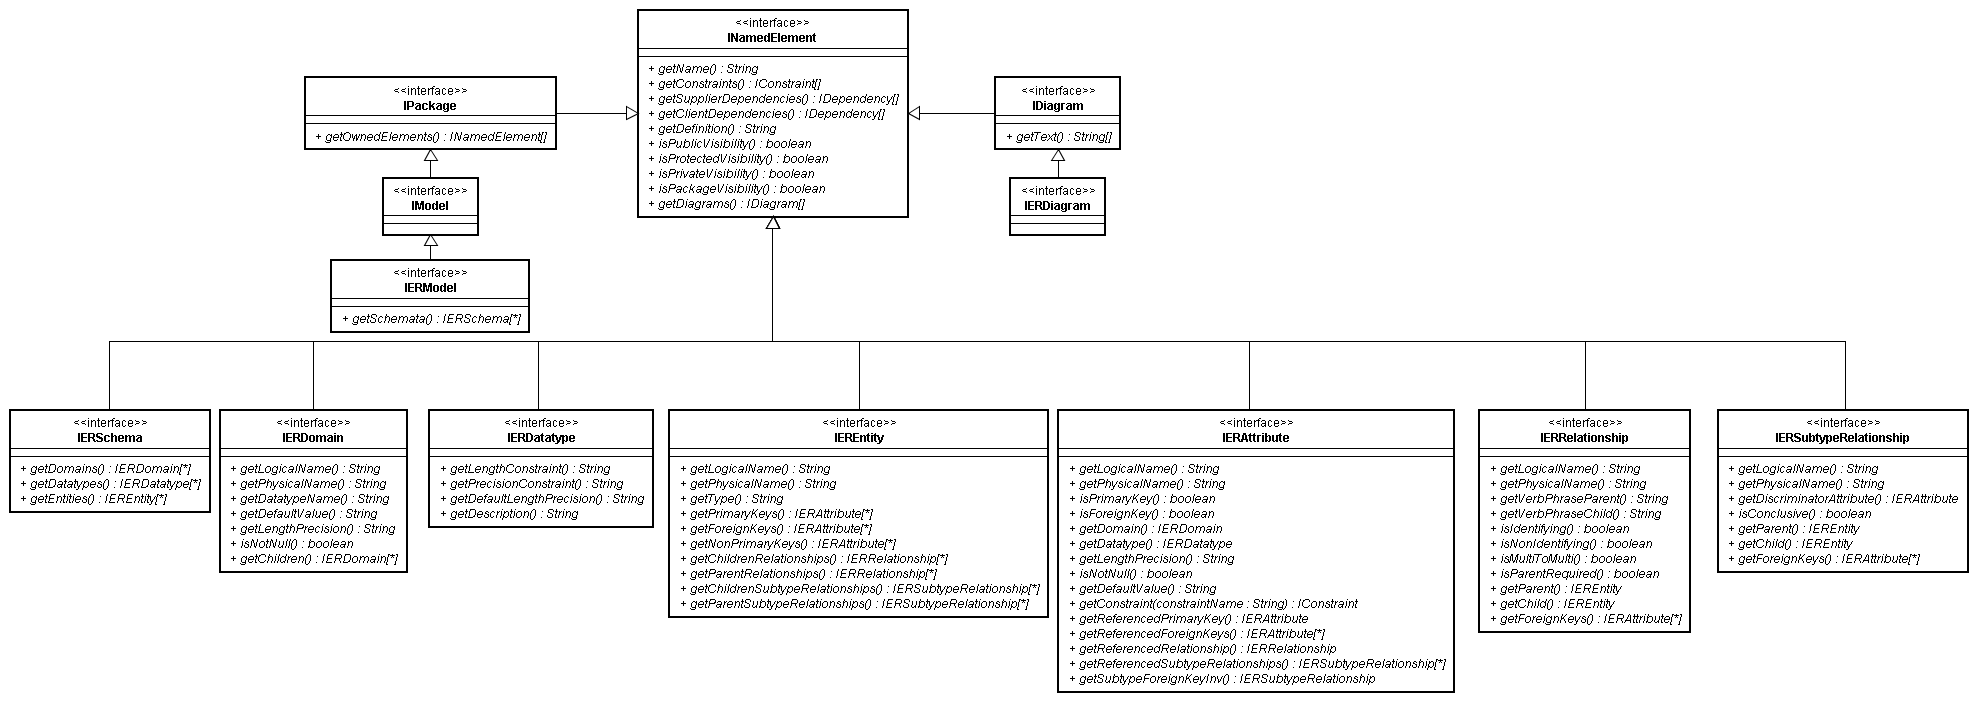 <<interface>>
INamedElement
+ getName() : String
+ getConstraints() : IConstraint[]
+ getSupplierDependencies() : IDependency[]
+ getClientDependencies() : IDependency[]
+ getDefinition() : String
+ isPublicVisibility() : boolean
+ isProtectedVisibility() : boolean
+ isPrivateVisibility() : boolean
+ isPackageVisibility() : boolean
+ getDiagrams() : IDiagram[]
<<interface>>
IPackage
+ getOwnedElements() : INamedElement[]
<<interface>>
IDiagram
+ getText() : String[]
<<interface>>
IModel
<<interface>>
IERDiagram
<<interface>>
IERModel
+ getSchemata() : IERSchema[*]
<<interface>>
IERSchema
+ getDomains() : IERDomain[*]
+ getDatatypes() : IERDatatype[*]
+ getEntities() : IEREntity[*]
<<interface>>
IERDomain
+ getLogicalName() : String
+ getPhysicalName() : String
+ getDatatypeName() : String
+ getDefaultValue() : String
+ getLengthPrecision() : String
+ isNotNull() : boolean
+ getChildren() : IERDomain[*]
<<interface>>
IERDatatype
+ getLengthConstraint() : String
+ getPrecisionConstraint() : String
+ getDefaultLengthPrecision() : String
+ getDescription() : String
<<interface>>
IEREntity
+ getLogicalName() : String
+ getPhysicalName() : String
+ getType() : String
+ getPrimaryKeys() : IERAttribute[*]
+ getForeignKeys() : IERAttribute[*]
+ getNonPrimaryKeys() : IERAttribute[*]
+ getChildrenRelationships() : IERRelationship[*]
+ getParentRelationships() : IERRelationship[*]
+ getChildrenSubtypeRelationships() : IERSubtypeRelationship[*]
+ getParentSubtypeRelationships() : IERSubtypeRelationship[*]
<<interface>>
IERAttribute
+ getLogicalName() : String
+ getPhysicalName() : String
+ isPrimaryKey() : boolean
+ isForeignKey() : boolean
+ getDomain() : IERDomain
+ getDatatype() : IERDatatype
+ getLengthPrecision() : String
+ isNotNull() : boolean
+ getDefaultValue() : String
+ getConstraint(constraintName : String) : IConstraint
+ getReferencedPrimaryKey() : IERAttribute
+ getReferencedForeignKeys() : IERAttribute[*]
+ getReferencedRelationship() : IERRelationship
+ getReferencedSubtypeRelationships() : IERSubtypeRelationship[*]
+ getSubtypeForeignKeyInv() : IERSubtypeRelationship
<<interface>>
IERRelationship
+ getLogicalName() : String
+ getPhysicalName() : String
+ getVerbPhraseParent() : String
+ getVerbPhraseChild() : String
+ isIdentifying() : boolean
+ isNonIdentifying() : boolean
+ isMultiToMulti() : boolean
+ isParentRequired() : boolean
+ getParent() : IEREntity
+ getChild() : IEREntity
+ getForeignKeys() : IERAttribute[*]
<<interface>>
IERSubtypeRelationship
+ getLogicalName() : String
+ getPhysicalName() : String
+ getDiscriminatorAttribute() : IERAttribute
+ isConclusive() : boolean
+ getParent() : IEREntity
+ getChild() : IEREntity
+ getForeignKeys() : IERAttribute[*]